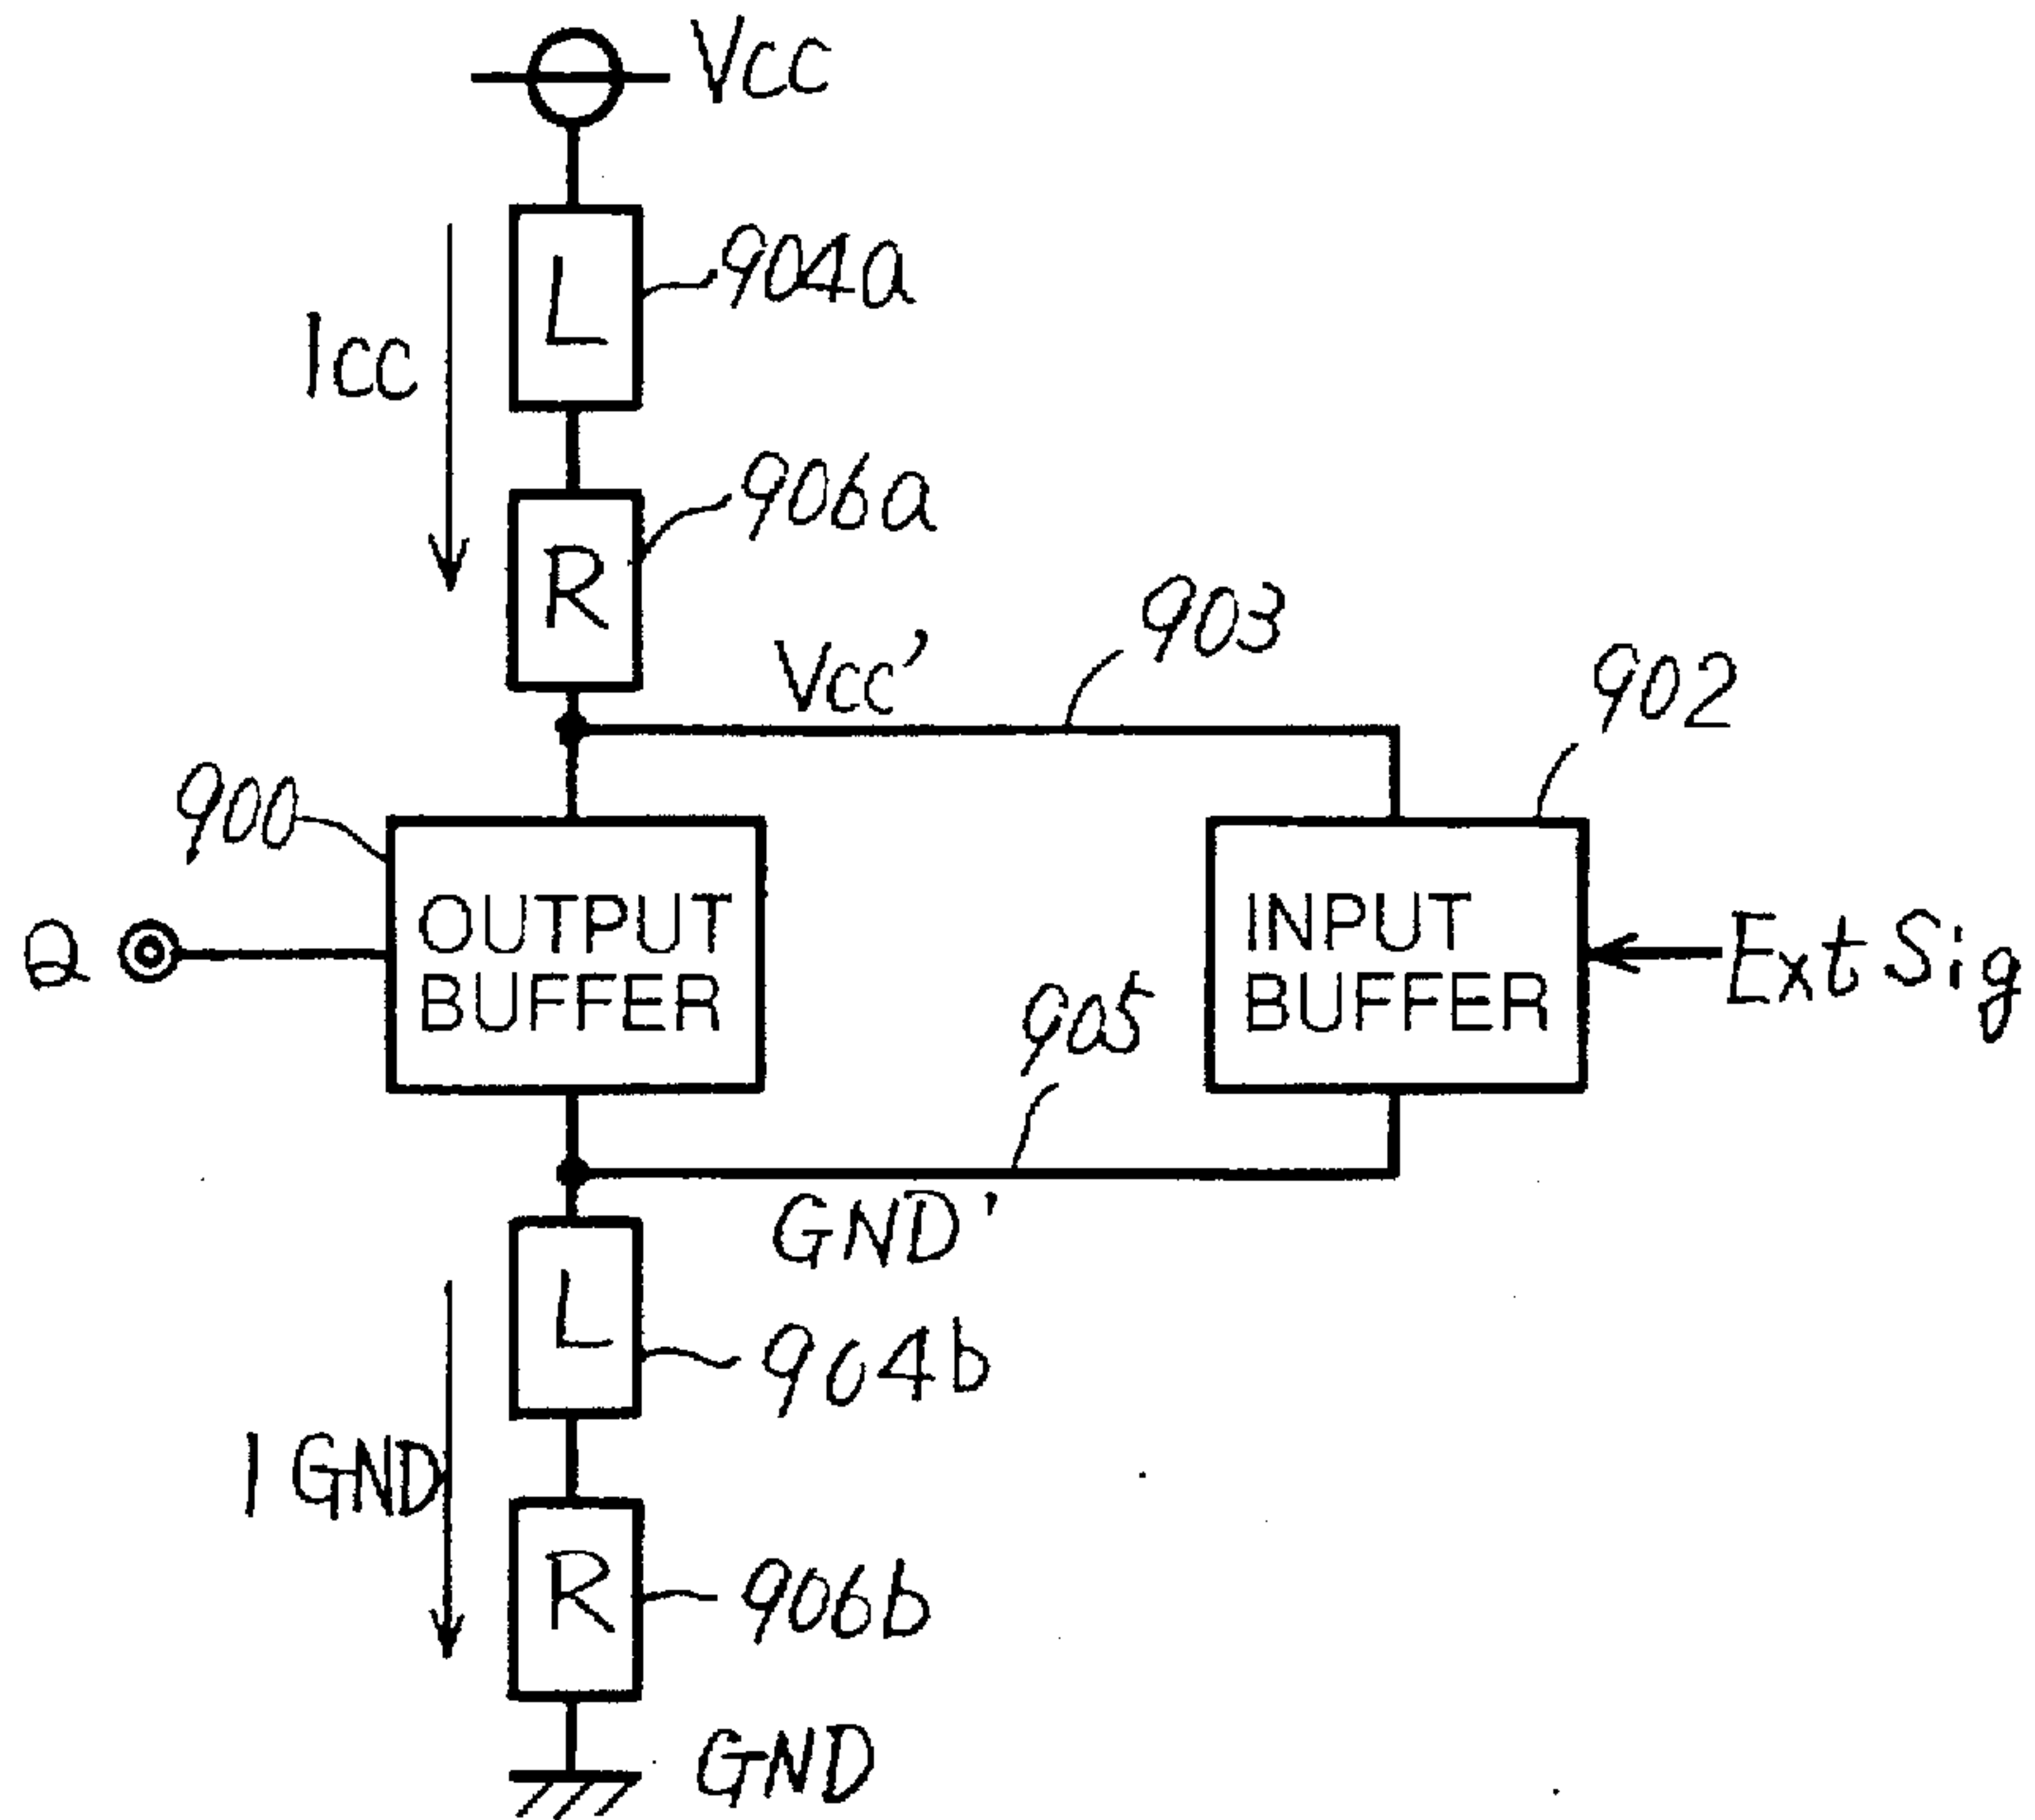 Vcc
L
904a
Icc
906a
R
903
Vcc'
902
900
OUTPUT
BUFFER
INPUT
BUFFER
Q
Ext Sig
905
GND'
L
904b
IGND
R
906b
GND